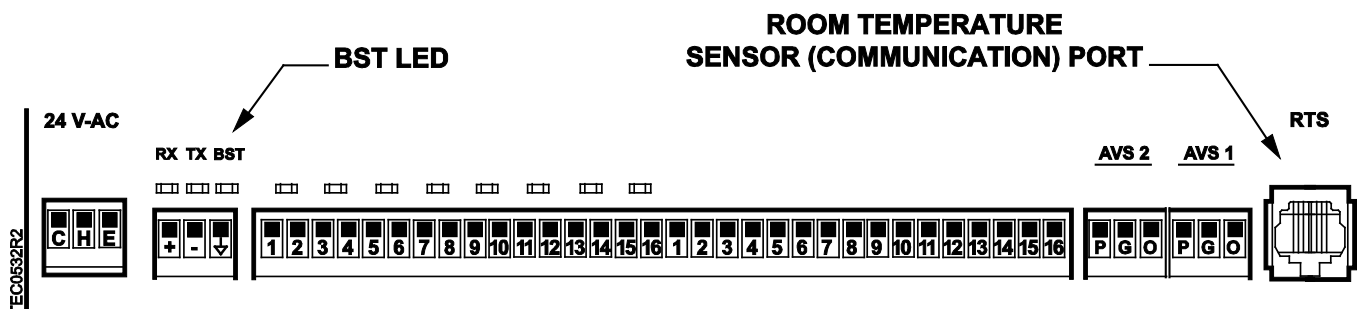 ROOM TEMPERATURE
SENSOR (COMMUNICATION) PORT
BST LED
24 V-AC
RTS
RX TX BST
AVS 2 AVS 1
C H E
+ - ⏚
1 2 3 4 5 6 7 8 9 10 11 12 13 14 15 16 1 2 3 4 5 6 7 8 9 10 11 12 13 14 15 16
P G O P G O
TEC0532R2